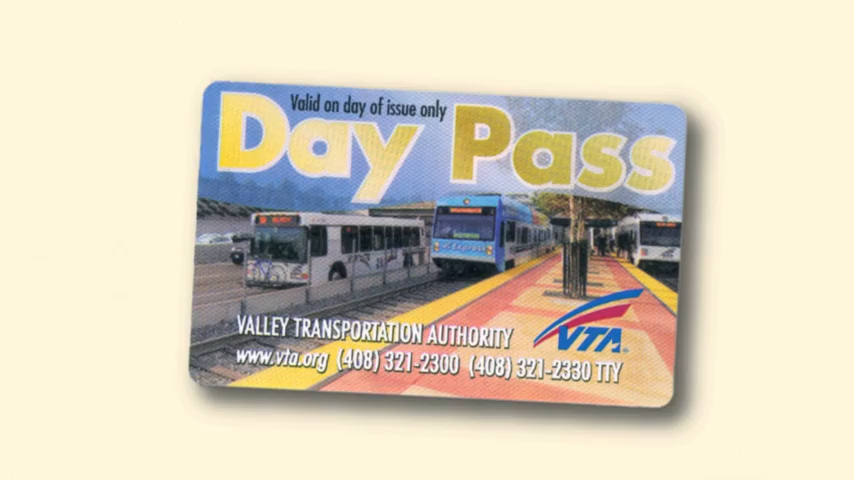 Valid on day of issue only
Day Pass
VALLEY TRANSPORTATION AUTHORITY
VTA
www.vta.org (408) 321-2300 (408) 321-2330 TTY